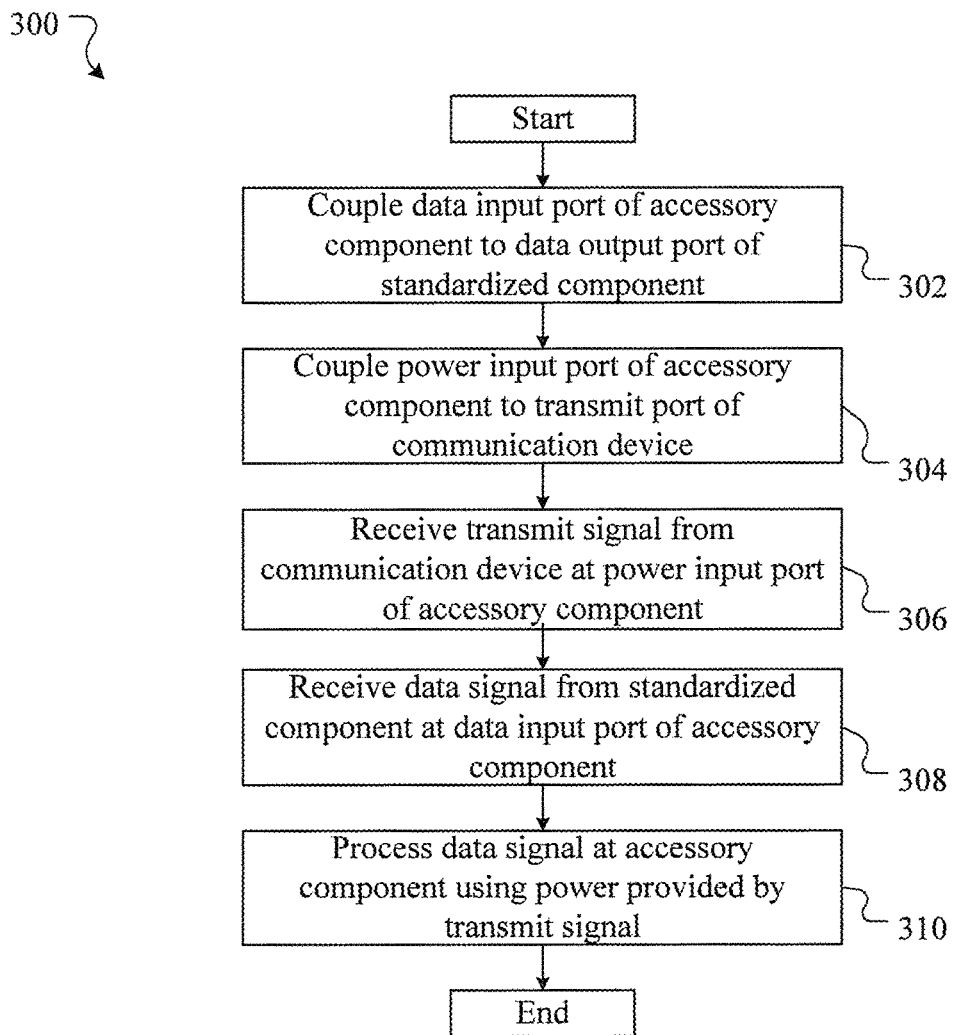 300
Start
Couple data input port of accessory
component to data output port of
standardized component
302
Couple power input port of accessory
component to transmit port of
communication device
304
Receive transmit signal from
communication device at power input port
of accessory component
306
Receive data signal from standardized
component at data input port of accessory
component
308
Process data signal at accessory
component using power provided by
transmit signal
310
End